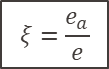 ξ = e_a / e